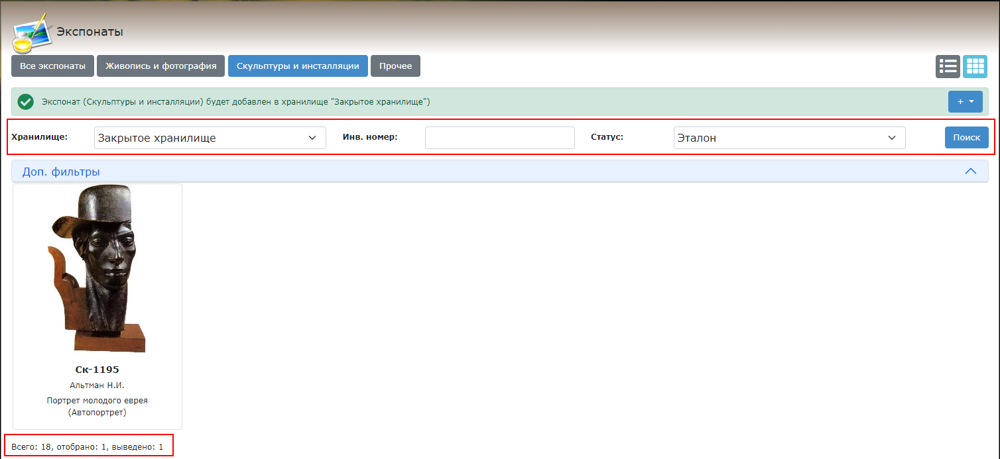 Экспонаты
Все экспонаты Живопись и фотография Скульптуры и инсталляции Прочее
Экспонат (Скульптуры и инсталляции) будет добавлен в хранилище "Закрытое хранилище") +
Хранилище: Закрытое хранилище Инв. номер: Статус: Эталон Поиск
Доп. фильтры
Ск-1195
Альтман Н.И.
Портрет молодого еврея
(Автопортрет)
Всего: 18, отобрано: 1, выведено: 1